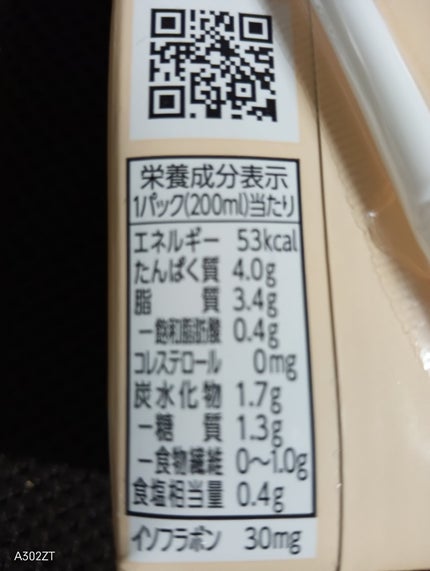 栄養成分表示
1パック(200ml)当たり
エネルギー 53kcal
たんぱく質 4.0g
脂質 3.4g
−飽和脂肪酸 0.4g
コレステロール 0mg
炭水化物 1.7g
−糖質 1.3g
−食物繊維 0〜1.0g
食塩相当量 0.4g
イソフラボン 30mg
A302ZT